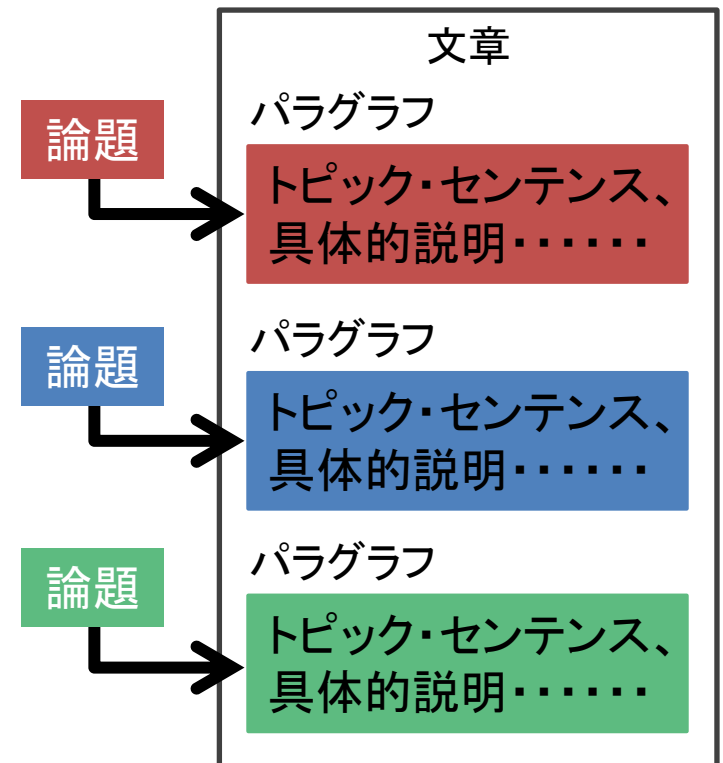 文章
パラグラフ
論題
トピック・センテンス、
具体的説明・・・・・・
パラグラフ
論題
トピック・センテンス、
具体的説明・・・・・・
パラグラフ
論題
トピック・センテンス、
具体的説明・・・・・・